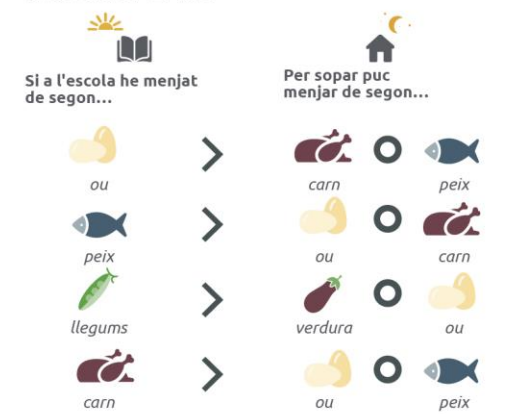 Si a l'escola he menjat
de segon...
Per sopar puc
menjar de segon...
ou
carn
O
peix
peix
ou
O
carn
llegums
verdura
O
ou
carn
ou
O
peix